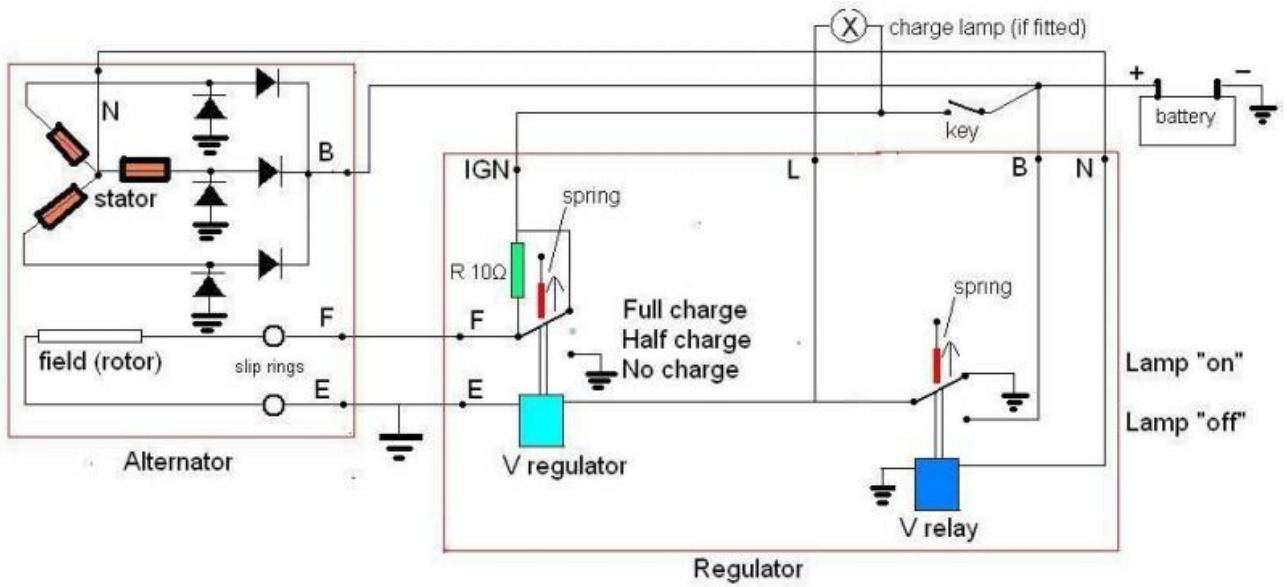 X
charge lamp (if fitted)
N
B
key
+
−
battery
IGN
L
B
N
stator
spring
R 10Ω
spring
F
F
Full charge
Half charge
No charge
field (rotor)
slip rings
E
E
Lamp "on"
Lamp "off"
Alternator
V regulator
V relay
Regulator